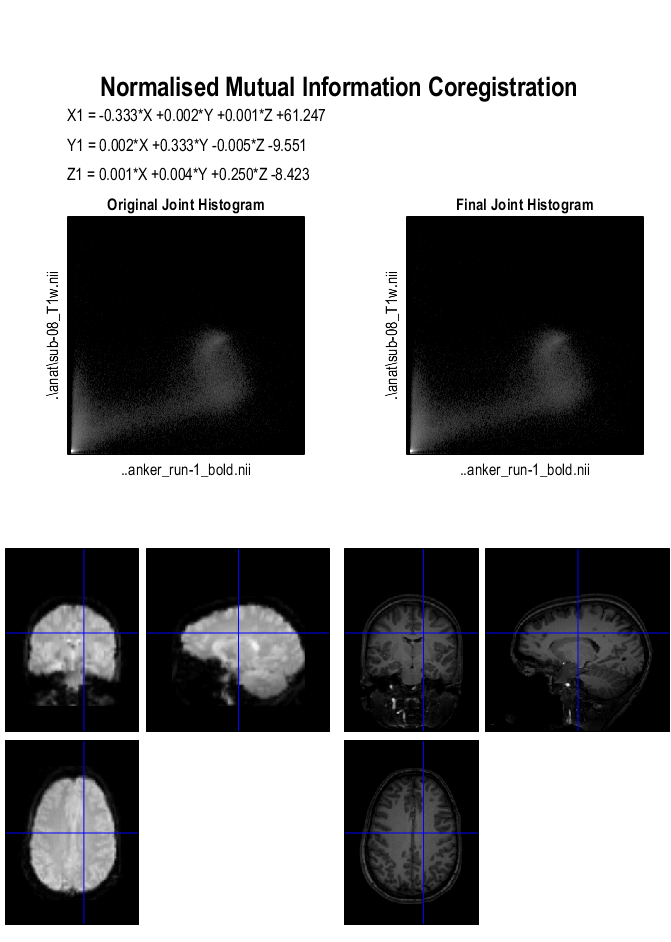 Normalised Mutual Information Coregistration
X1 = -0.333*X +0.002*Y +0.001*Z +61.247
Y1 = 0.002*X +0.333*Y -0.005*Z -9.551
Z1 = 0.001*X +0.004*Y +0.250*Z -8.423
Original Joint Histogram
.\anat\sub-08_T1w.nii
..anker_run-1_bold.nii
Final Joint Histogram
.\anat\sub-08_T1w.nii
..anker_run-1_bold.nii